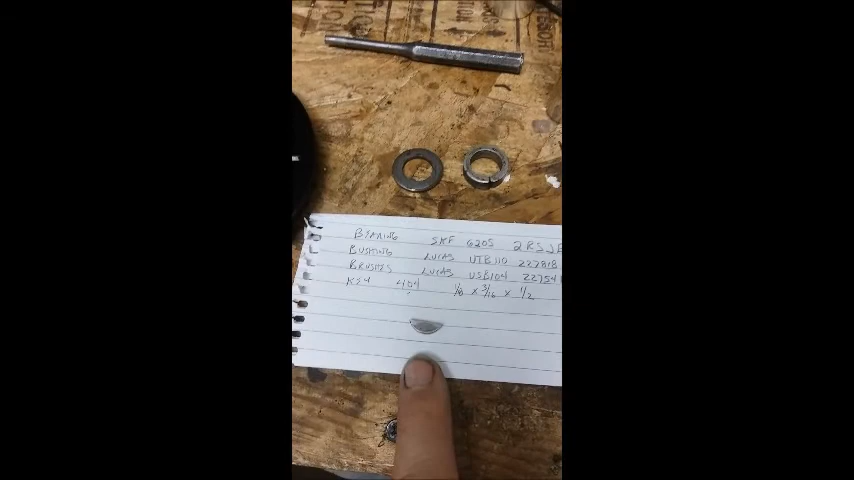 BEARING SKF 6205 2RSJE
BUSHING LUCAS UTB110 227818
BRUSHES LUCAS USB104 22754
KEY 404 1/8 x 3/16 x 1/2